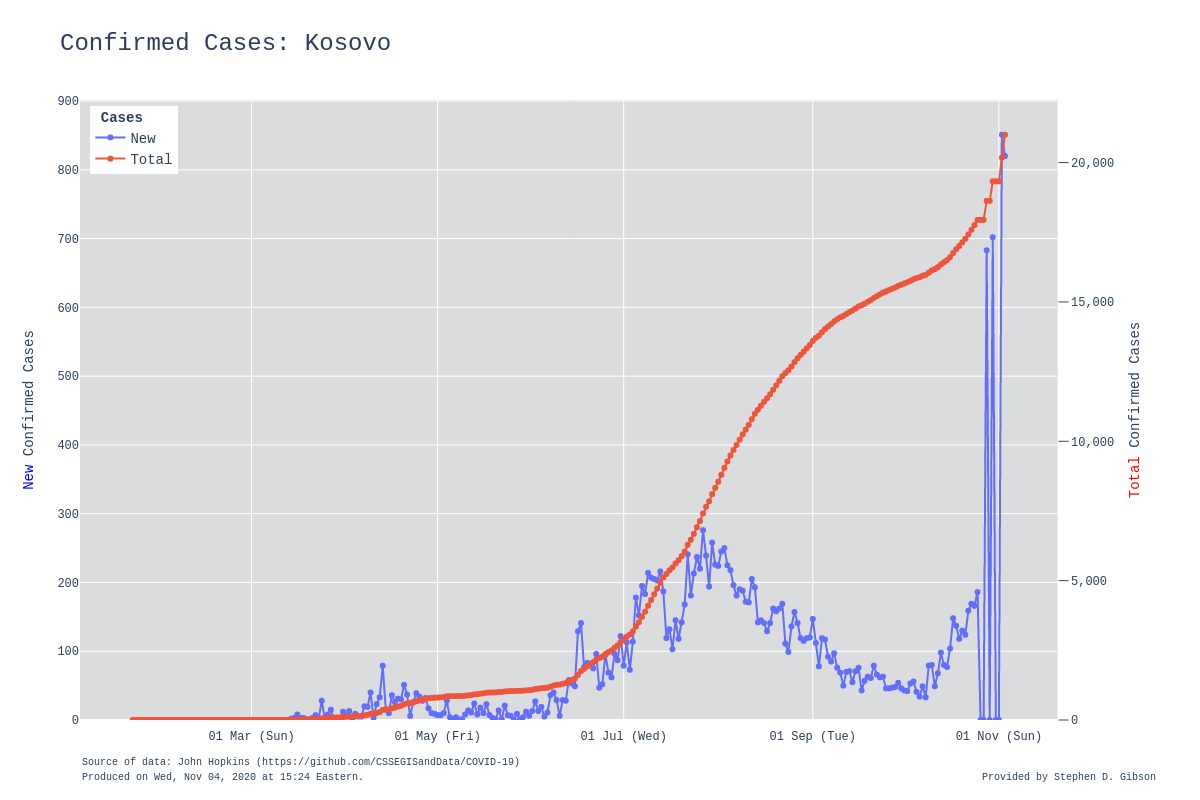 Confirmed Cases: Kosovo
Cases
New
Total
900
800
700
600
500
400
300
200
100
0
20,000
15,000
10,000
5,000
0
New Confirmed Cases
Total Confirmed Cases
01 Mar (Sun)
01 May (Fri)
01 Jul (Wed)
01 Sep (Tue)
01 Nov (Sun)
Source of data: John Hopkins (https://github.com/CSSEGISandData/COVID-19)
Produced on Wed, Nov 04, 2020 at 15:24 Eastern.
Provided by Stephen D. Gibson